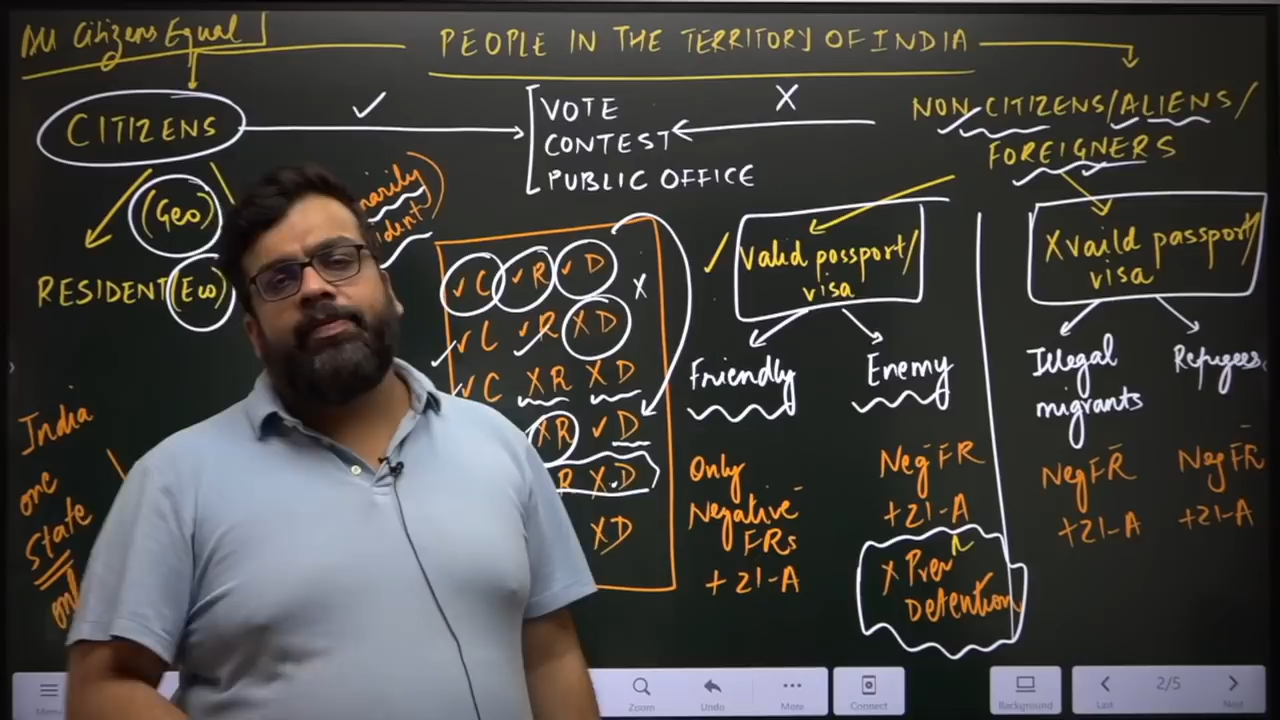 All Citizens Equal
PEOPLE IN THE TERRITORY OF INDIA
CITIZENS
✓
VOTE
CONTEST
PUBLIC OFFICE
X
NON CITIZENS/ALIENS/
FOREIGNERS
(Geo)
RESIDENT (Eco)
✓C ✓R ✓D
X
✓L ✓R XD
✓C XR XD
XR ✓D
R XD
XD
✓
Valid passport/
visa
X vaild passport/
visa
Friendly
Enemy
Illegal
migrants
Refugees
India
one
State
only
Only
Negative
FRs
+21-A
Neg FR
+21-A
X Prev
Detention
Neg FR
+21-A
Neg FR
+21-A
Zoom
Undo
More
Connect
Background
Last
2/5
Next